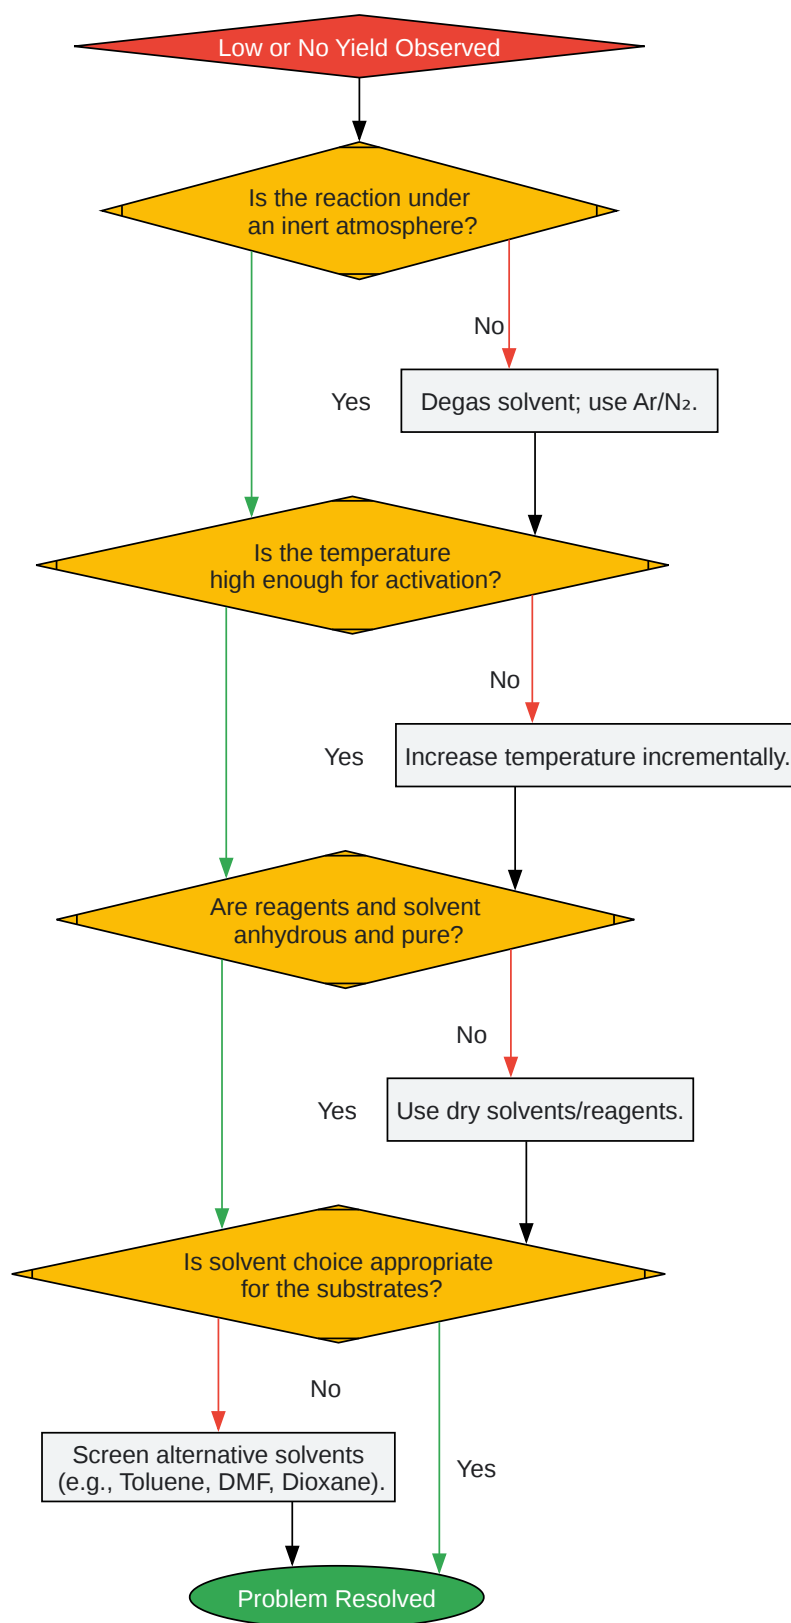 Low or No Yield Observed
Is the reaction under
an inert atmosphere?
No
Yes
Degas solvent; use Ar/N₂.
Is the temperature
high enough for activation?
No
Yes
Increase temperature incrementally.
Are reagents and solvent
anhydrous and pure?
No
Yes
Use dry solvents/reagents.
Is solvent choice appropriate
for the substrates?
No
Screen alternative solvents
(e.g., Toluene, DMF, Dioxane).
Yes
Problem Resolved